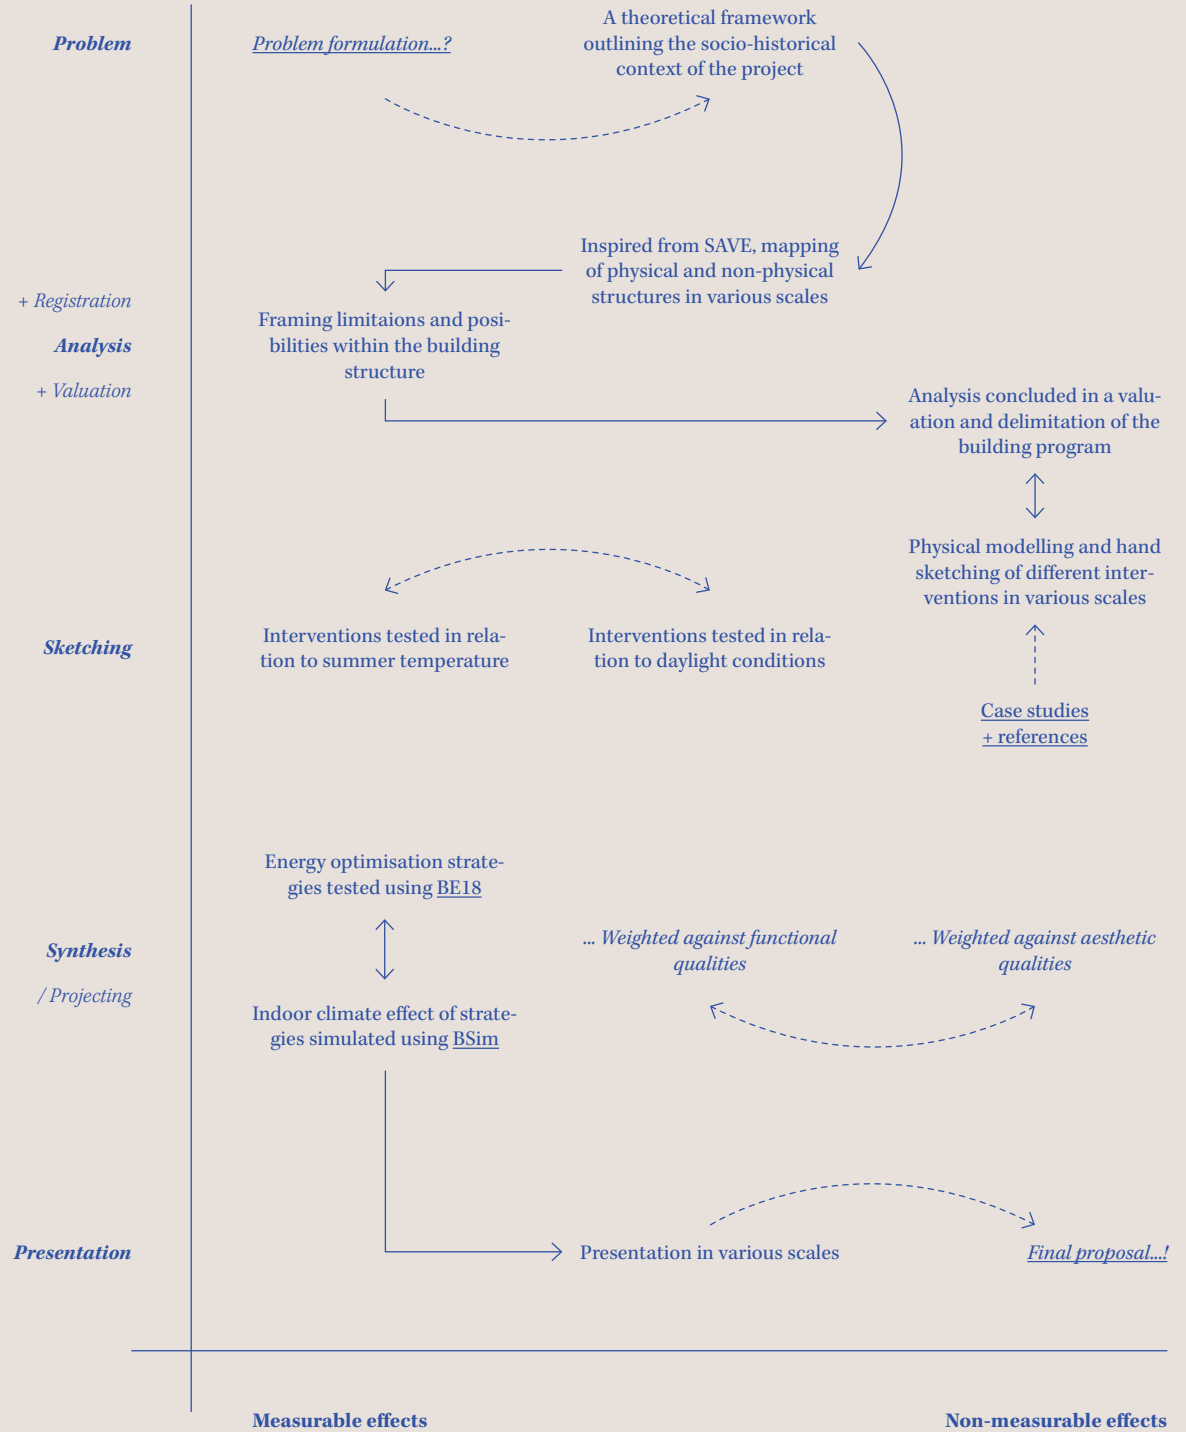 Problem
Problem formulation...?
A theoretical framework
outlining the socio-historical
context of the project
Inspired from SAVE, mapping
of physical and non-physical
structures in various scales
+ Registration
Analysis
+ Valuation
Framing limitaions and posi-
bilities within the building
structure
Analysis concluded in a valu-
ation and delimitation of the
building program
Physical modelling and hand
sketching of different inter-
ventions in various scales
Sketching
Interventions tested in rela-
tion to summer temperature
Interventions tested in rela-
tion to daylight conditions
Case studies
+ references
Energy optimisation strate-
gies tested using BE18
Synthesis
/ Projecting
... Weighted against functional
qualities
... Weighted against aesthetic
qualities
Indoor climate effect of strate-
gies simulated using BSim
Presentation
Presentation in various scales
Final proposal...!
Measurable effects
Non-measurable effects